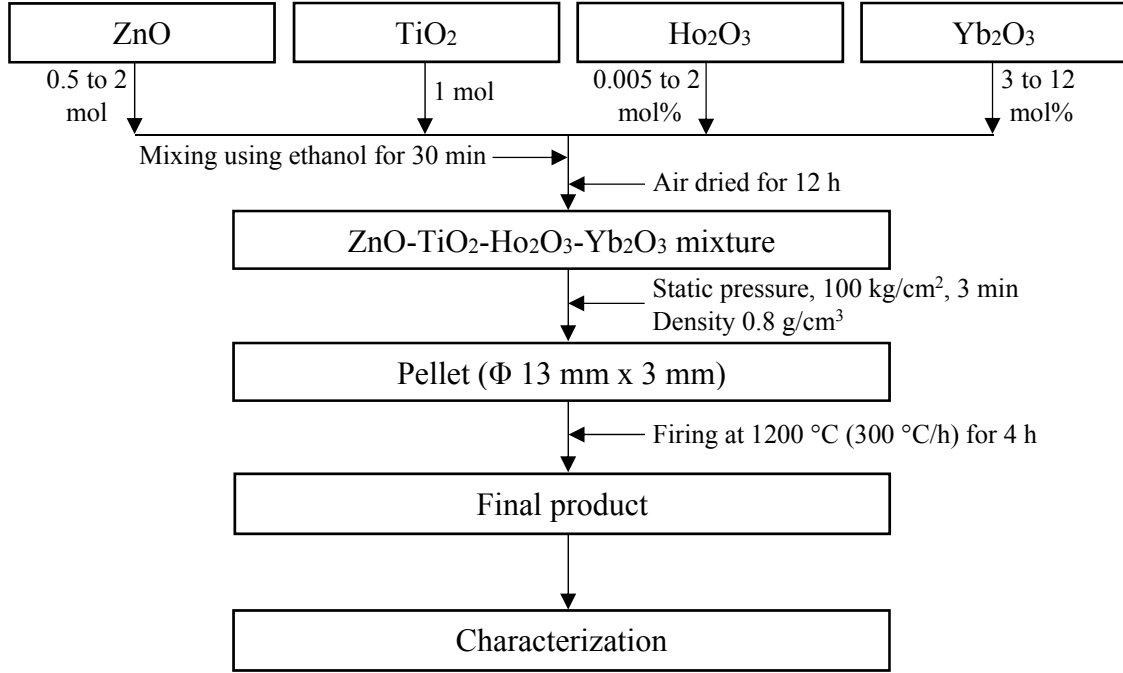 ZnO
TiO₂
Ho₂O₃
Yb₂O₃
0.5 to 2
mol
1 mol
0.005 to 2
mol%
3 to 12
mol%
Mixing using ethanol for 30 min
Air dried for 12 h
ZnO-TiO₂-Ho₂O₃-Yb₂O₃ mixture
Static pressure, 100 kg/cm², 3 min
Density 0.8 g/cm³
Pellet (Φ 13 mm x 3 mm)
Firing at 1200 °C (300 °C/h) for 4 h
Final product
Characterization